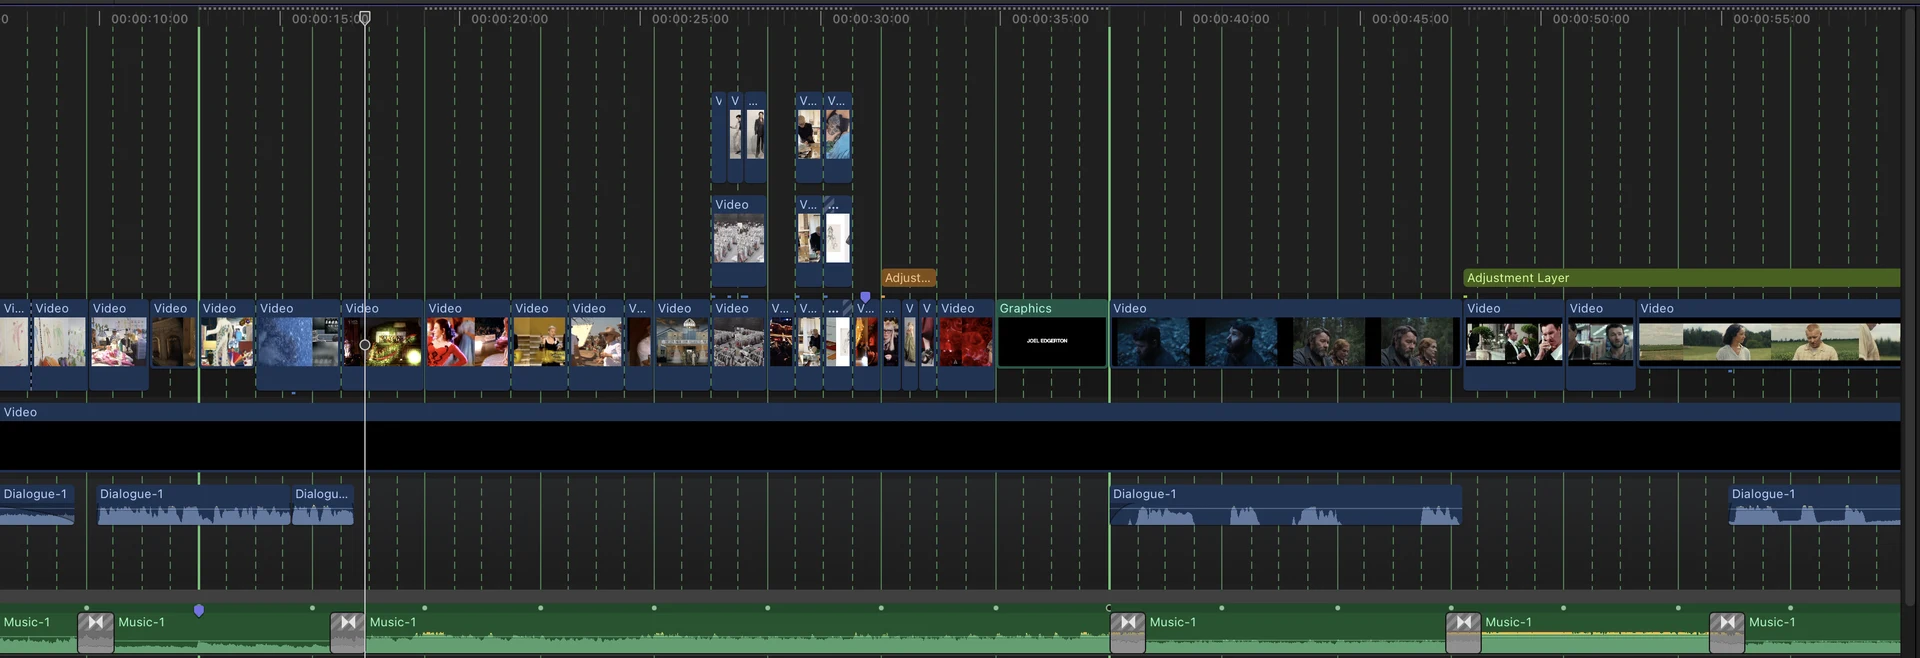 00:00:10:00 00:00:15:00 00:00:20:00 00:00:25:00 00:00:30:00 00:00:35:00 00:00:40:00 00:00:45:00 00:00:50:00 00:00:55:00
V V ... V... V...
Video V... ...
Adjust... Adjustment Layer
Vi... Video Video Video Video Video Video Video Video Video V... Video Video V... V... ... V... ... V V Video Graphics Video Video Video Video
JOEL EDGERTON
Video
Dialogue-1 Dialogue-1 Dialogu... Dialogue-1 Dialogue-1
Music-1 Music-1 Music-1 Music-1 Music-1 Music-1